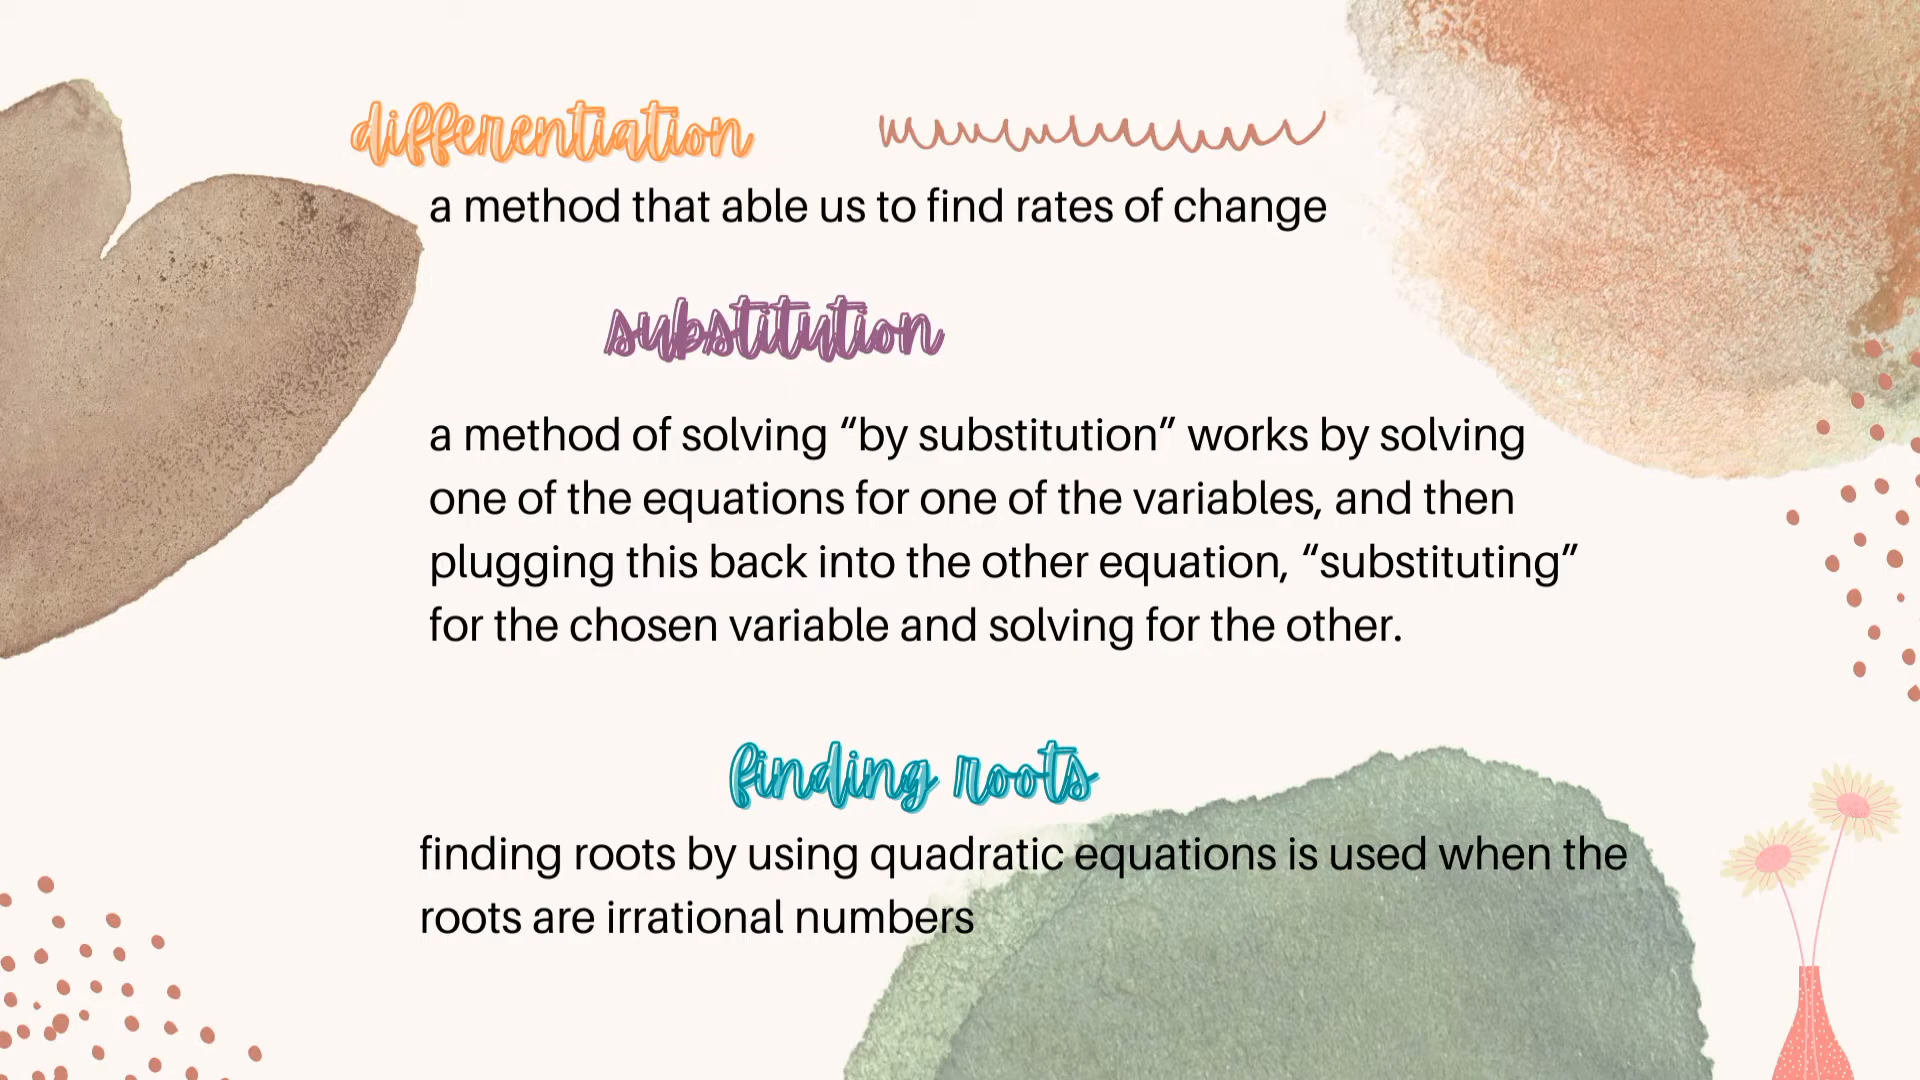 differentiation
a method that able us to find rates of change
substitution
a method of solving “by substitution” works by solving
one of the equations for one of the variables, and then
plugging this back into the other equation, “substituting”
for the chosen variable and solving for the other.
finding roots
finding roots by using quadratic equations is used when the
roots are irrational numbers